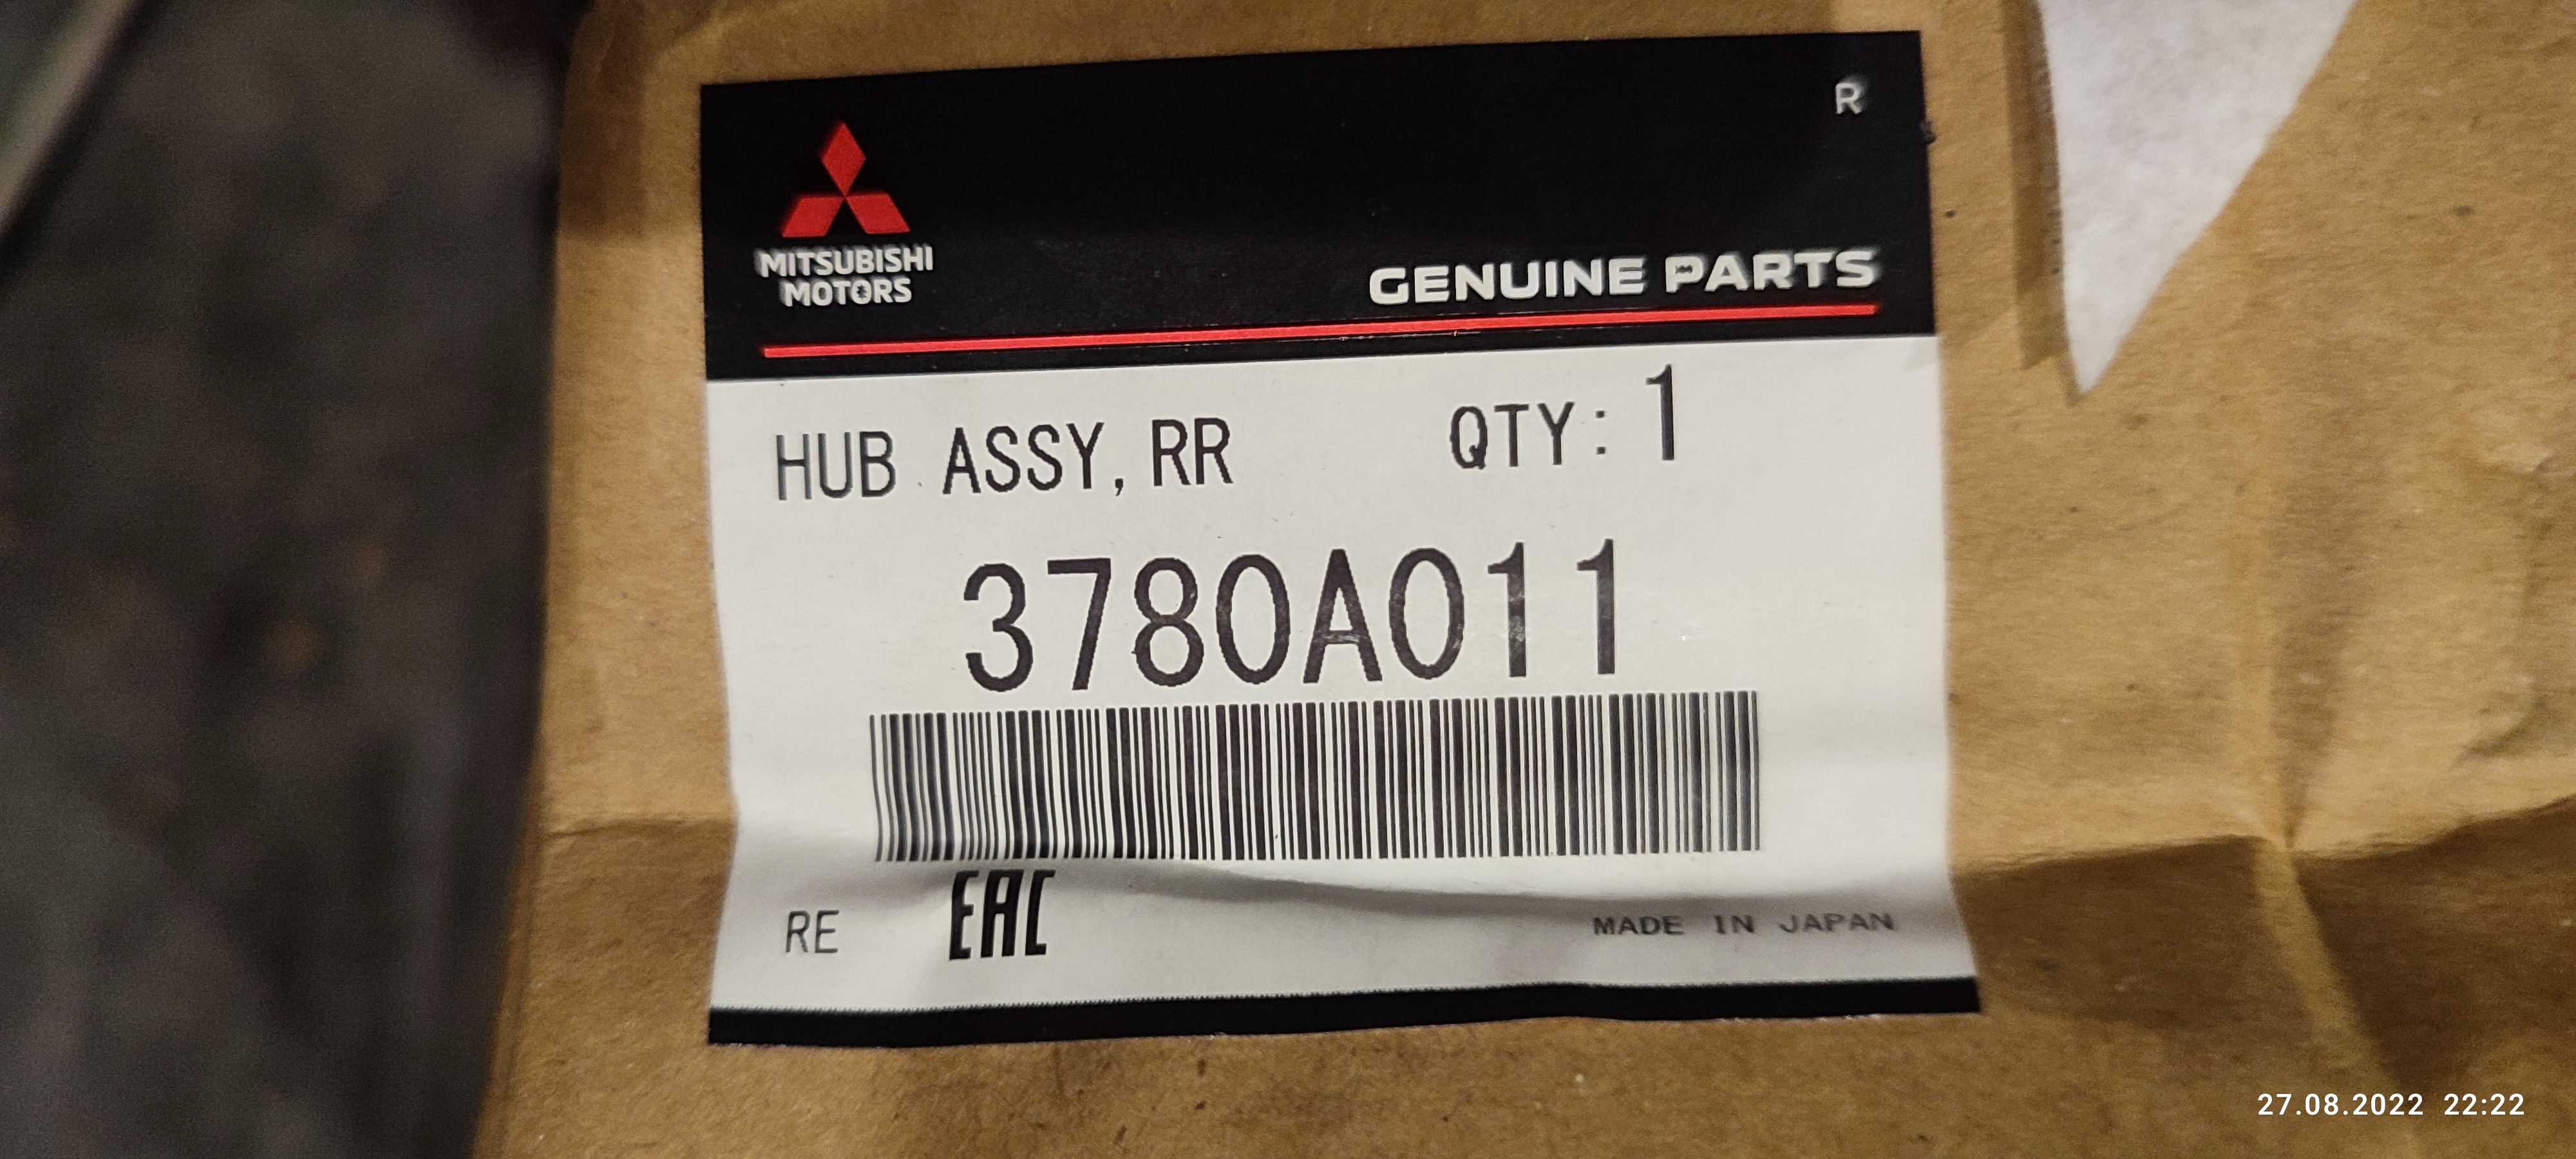 R
MITSUBISHI
MOTORS
GENUINE PARTS
HUB ASSY, RR QTY: 1
3780A011
RE EAC MADE IN JAPAN
27.08.2022 22:22